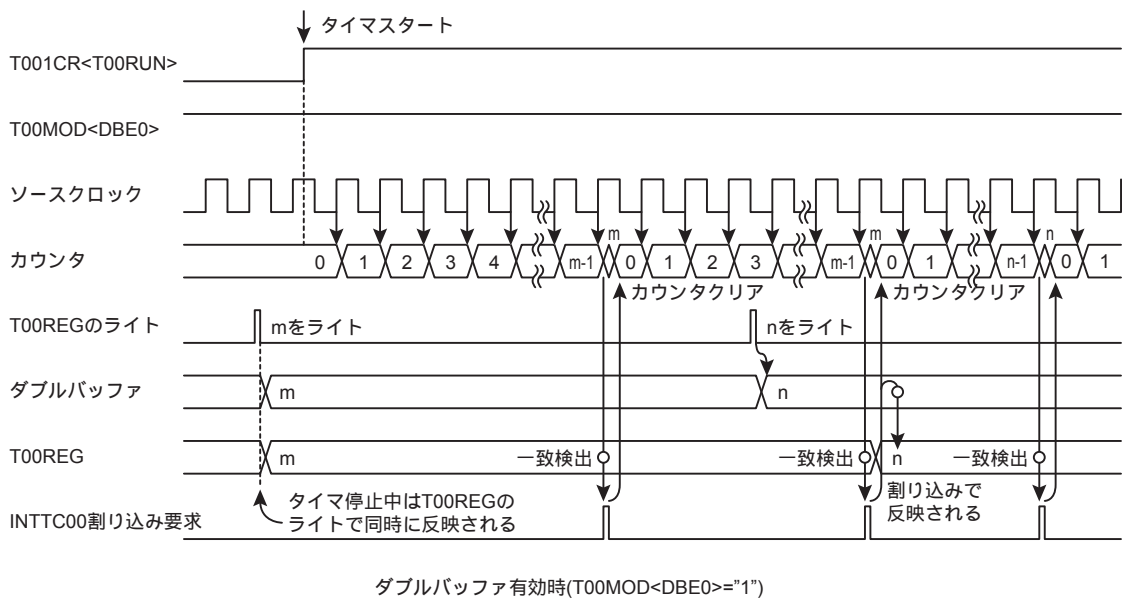 タイマスタート
T001CR<T00RUN>
T00MOD<DBE0>
ソースクロック
m m n
カウンタ 0 1 2 3 4 m-1 0 1 2 3 m-1 0 1 n-1 0 1
カウンタクリア カウンタクリア
T00REGのライト mをライト nをライト
ダブルバッファ m n
T00REG m 一致検出 一致検出 n 一致検出
タイマ停止中はT00REGの
ライトで同時に反映される
割り込みで
反映される
INTTC00割り込み要求
ダブルバッファ有効時(T00MOD<DBE0>=”1”)